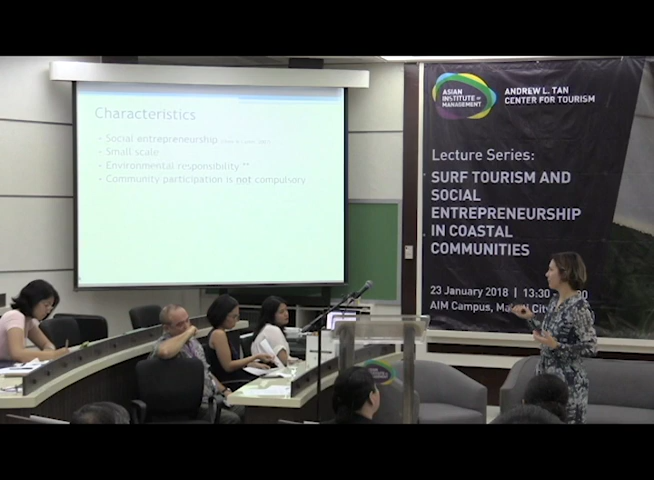 Characteristics
• Social entrepreneurship
• Small scale
• Environmental responsibility **
• Community participation is not compulsory
ASIAN
INSTITUTE OF
MANAGEMENT
ANDREW L. TAN
CENTER FOR TOURISM
Lecture Series:
SURF TOURISM AND
SOCIAL
ENTREPRENEURSHIP
IN COASTAL
COMMUNITIES
23 January 2018 | 13:30
AIM Campus,